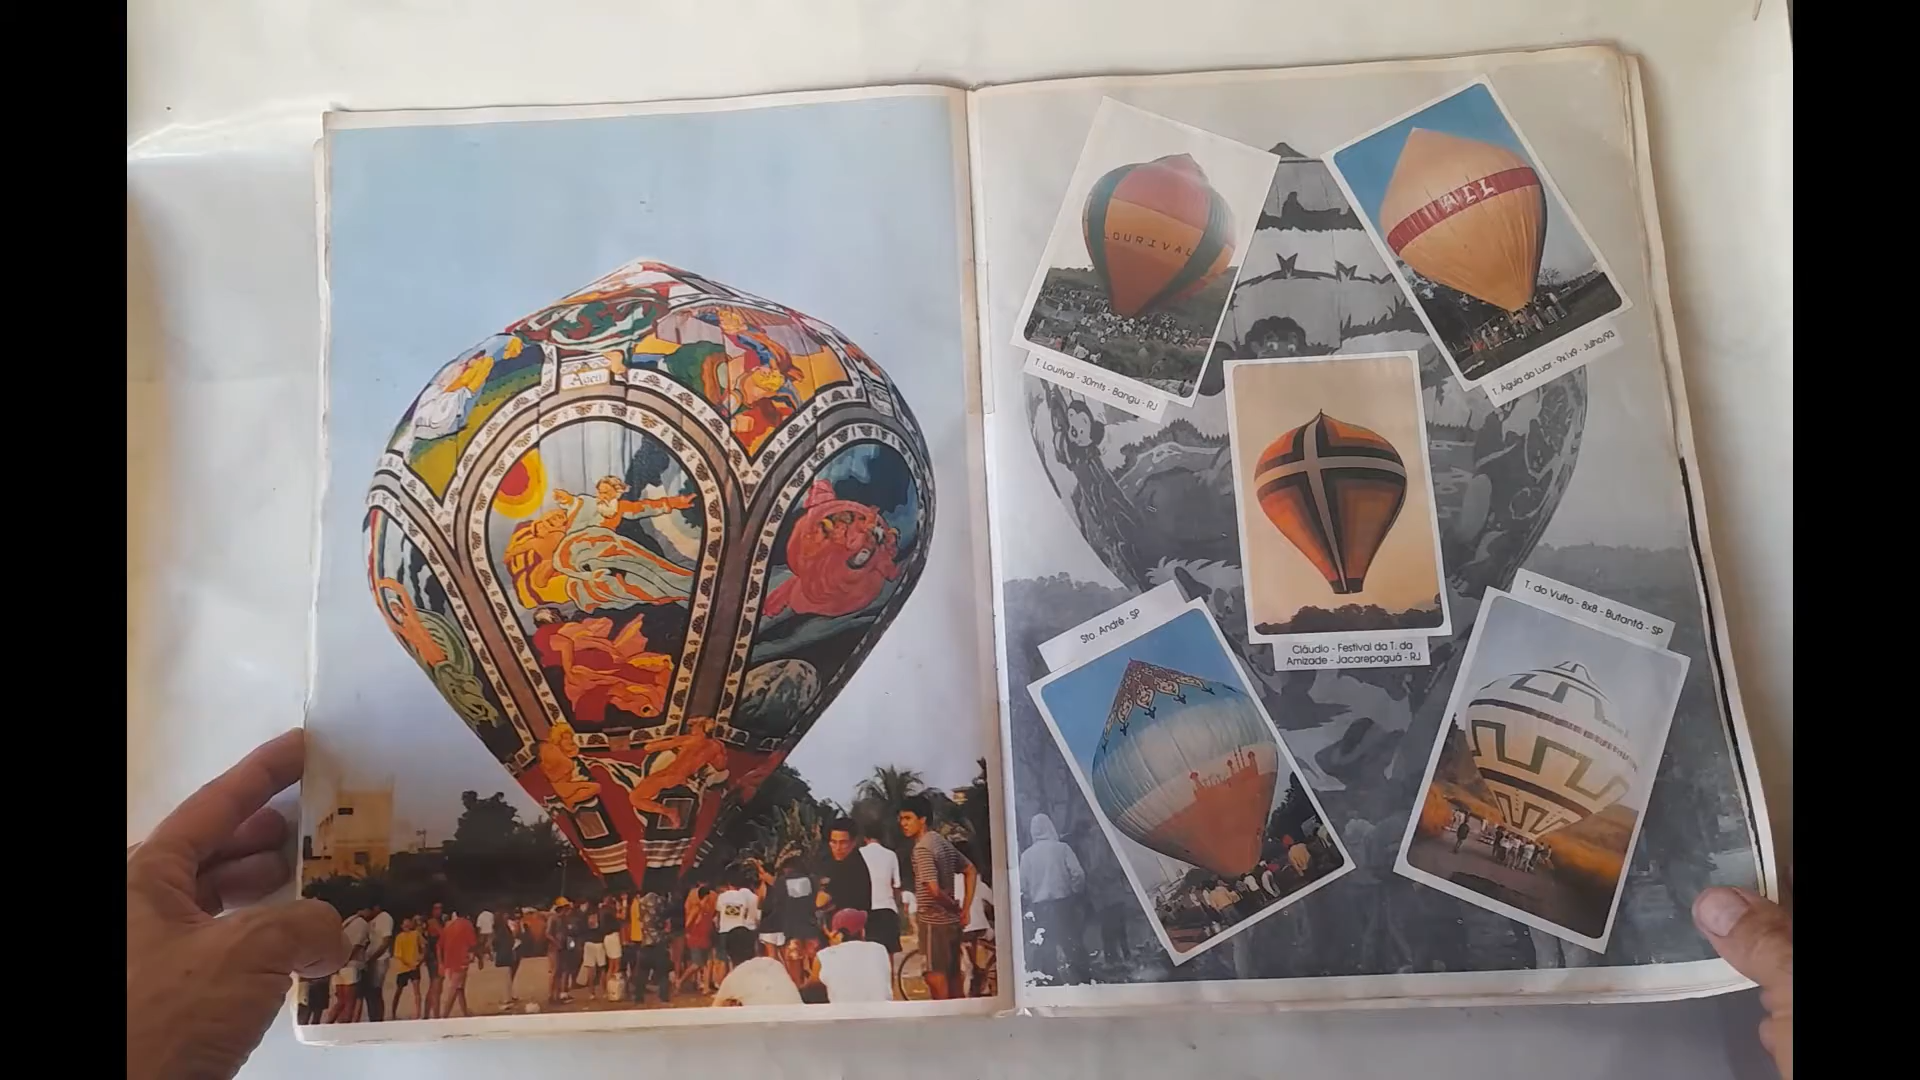 LOURIVAL
T. Lourival - 30mts - Bangu - RJ
ALL
T. Águia do Luar - 9x1x9 - Julho/93
Cláudio - Festival da T. da
Amizade - Jacarepaguá - RJ
Sto. André - SP
T. do Vulto - 8x8 - Butantã - SP